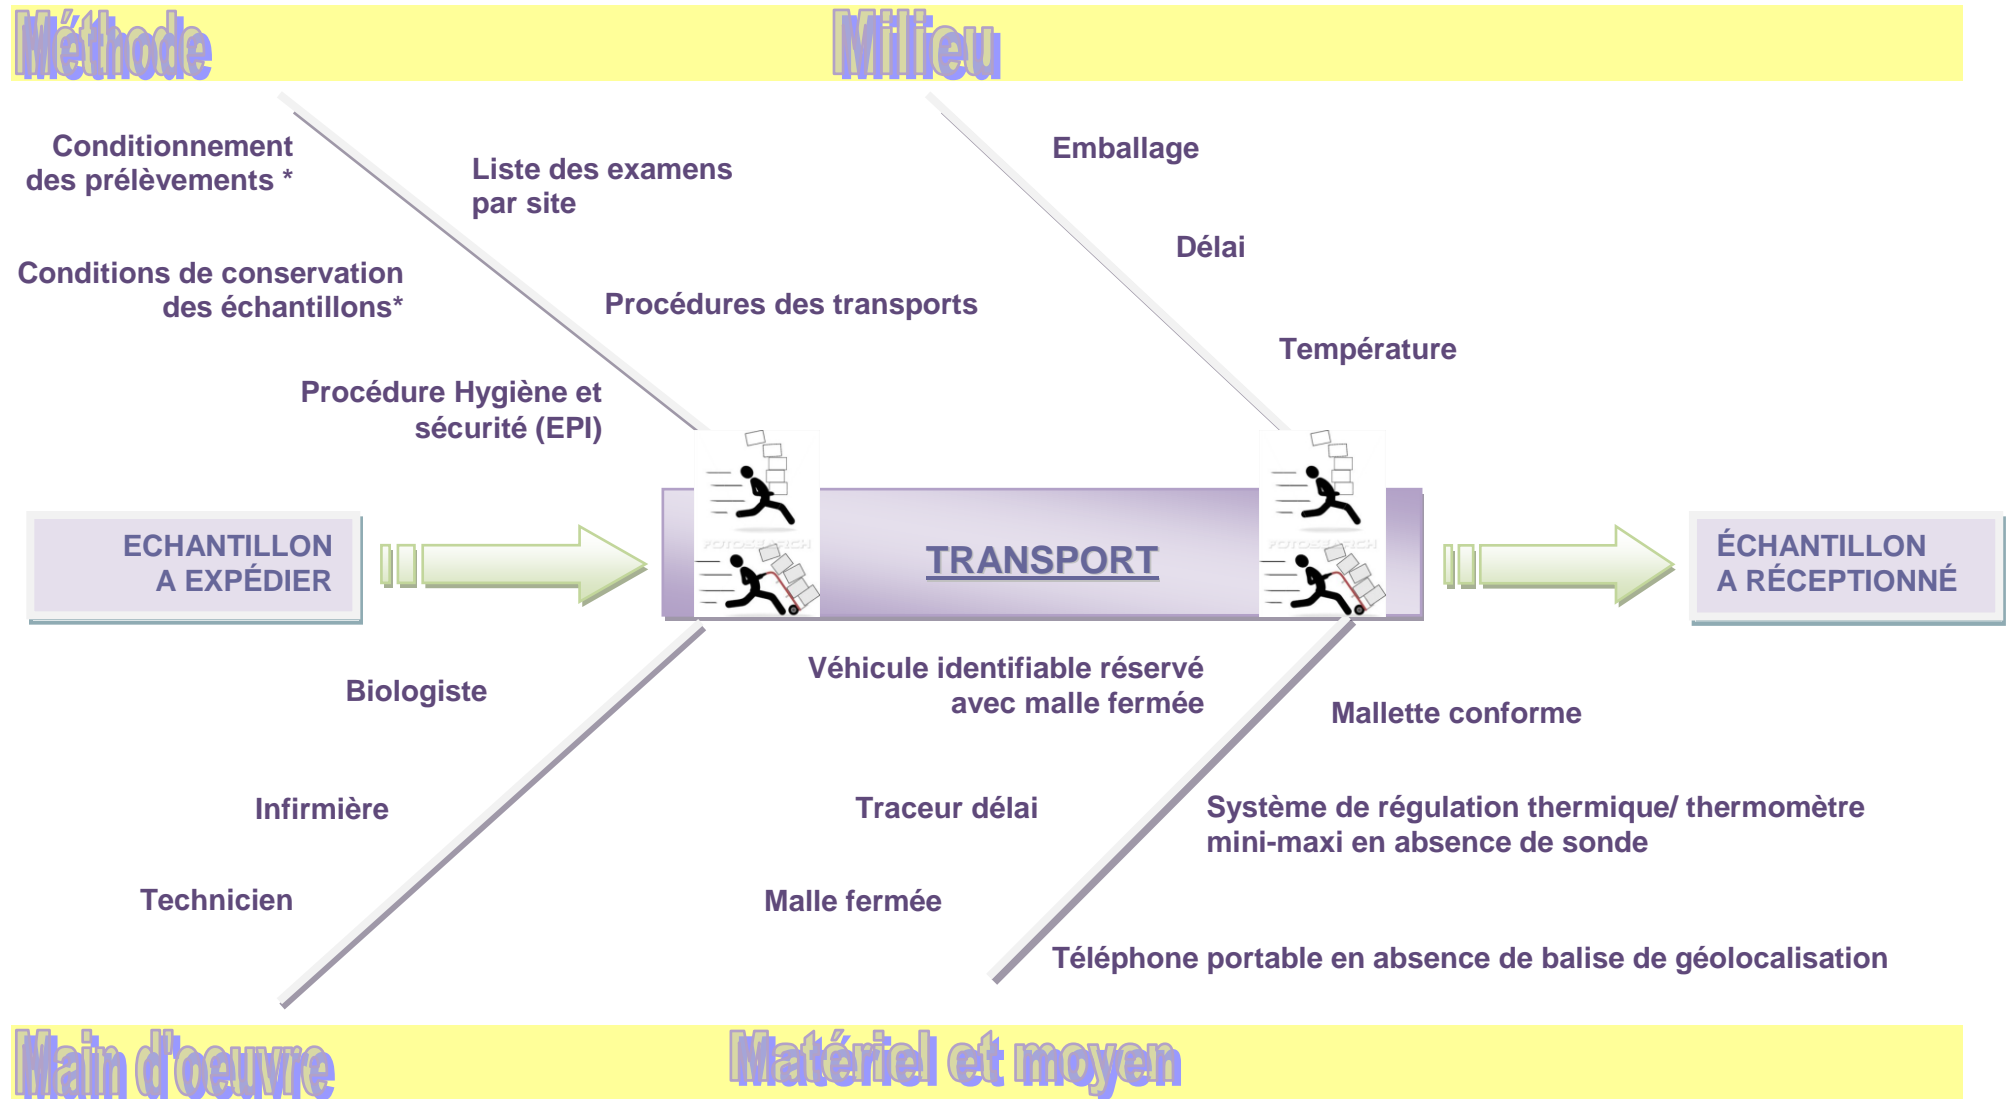 Méthode
Milieu
Conditionnement
des prélèvements *
Liste des examens
par site
Emballage
Délai
Conditions de conservation
des échantillons*
Procédures des transports
Température
Procédure Hygiène et
sécurité (EPI)
ECHANTILLON
A EXPÉDIER
FOTOSEARCH
TRANSPORT
FOTOSEARCH
ÉCHANTILLON
A RÉCEPTIONNÉ
Biologiste
Véhicule identifiable réservé
avec malle fermée
Mallette conforme
Infirmière
Traceur délai
Système de régulation thermique/ thermomètre
mini-maxi en absence de sonde
Technicien
Malle fermée
Téléphone portable en absence de balise de géolocalisation
Main d'oeuvre
Matériel et moyen